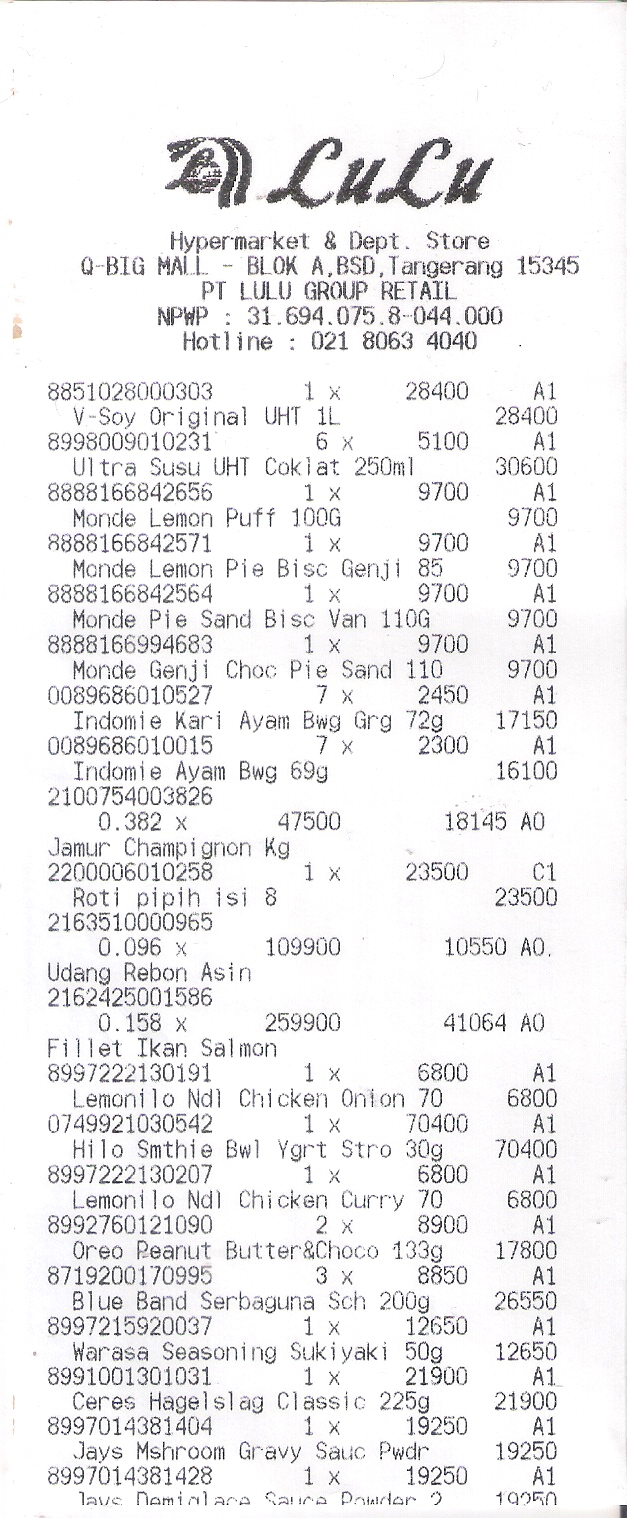 LuLu
Hypermarket & Dept. Store
Q-BIG MALL - BLOK A,BSD,Tangerang 15345
PT LULU GROUP RETAIL
NPWP : 31.694.075.8-044.000
Hotline : 021 8063 4040
8851028000303 1 x 28400 A1
V-Soy Original UHT 1L 28400
8998009010231 6 x 5100 A1
Ultra Susu UHT Coklat 250ml 30600
8888166842656 1 x 9700 A1
Monde Lemon Puff 100G 9700
8888166842571 1 x 9700 A1
Monde Lemon Pie Bisc Genji 85 9700
8888166842564 1 x 9700 A1
Monde Pie Sand Bisc Van 110G 9700
8888166994683 1 x 9700 A1
Monde Genji Choc Pie Sand 110 9700
0089686010527 7 x 2450 A1
Indomie Kari Ayam Bwg Grg 72g 17150
0089686010015 7 x 2300 A1
Indomie Ayam Bwg 69g 16100
2100754003826
0.382 x 47500 18145 A0
Jamur Champignon Kg
2200006010258 1 x 23500 C1
Roti pipih isi 8 23500
2163510000965
0.096 x 109900 10550 A0
Udang Rebon Asin
2162425001586
0.158 x 259900 41064 A0
Fillet Ikan Salmon
8997222130191 1 x 6800 A1
Lemonilo Ndl Chicken Onion 70 6800
0749921030542 1 x 70400 A1
Hilo Smthie Bwl Ygrt Stro 30g 70400
8997222130207 1 x 6800 A1
Lemonilo Ndl Chicken Curry 70 6800
8992760121090 2 x 8900 A1
Oreo Peanut Butter&Choco 133g 17800
8719200170995 3 x 8850 A1
Blue Band Serbaguna Sch 200g 26550
8997215920037 1 x 12650 A1
Warasa Seasoning Sukiyaki 50g 12650
8991001301031 1 x 21900 A1
Ceres Hagelslag Classic 225g 21900
8997014381404 1 x 19250 A1
Jays Mshroom Gravy Sauc Pwdr 19250
8997014381428 1 x 19250 A1
Jays Demiglace Sauce Powder 2 19250